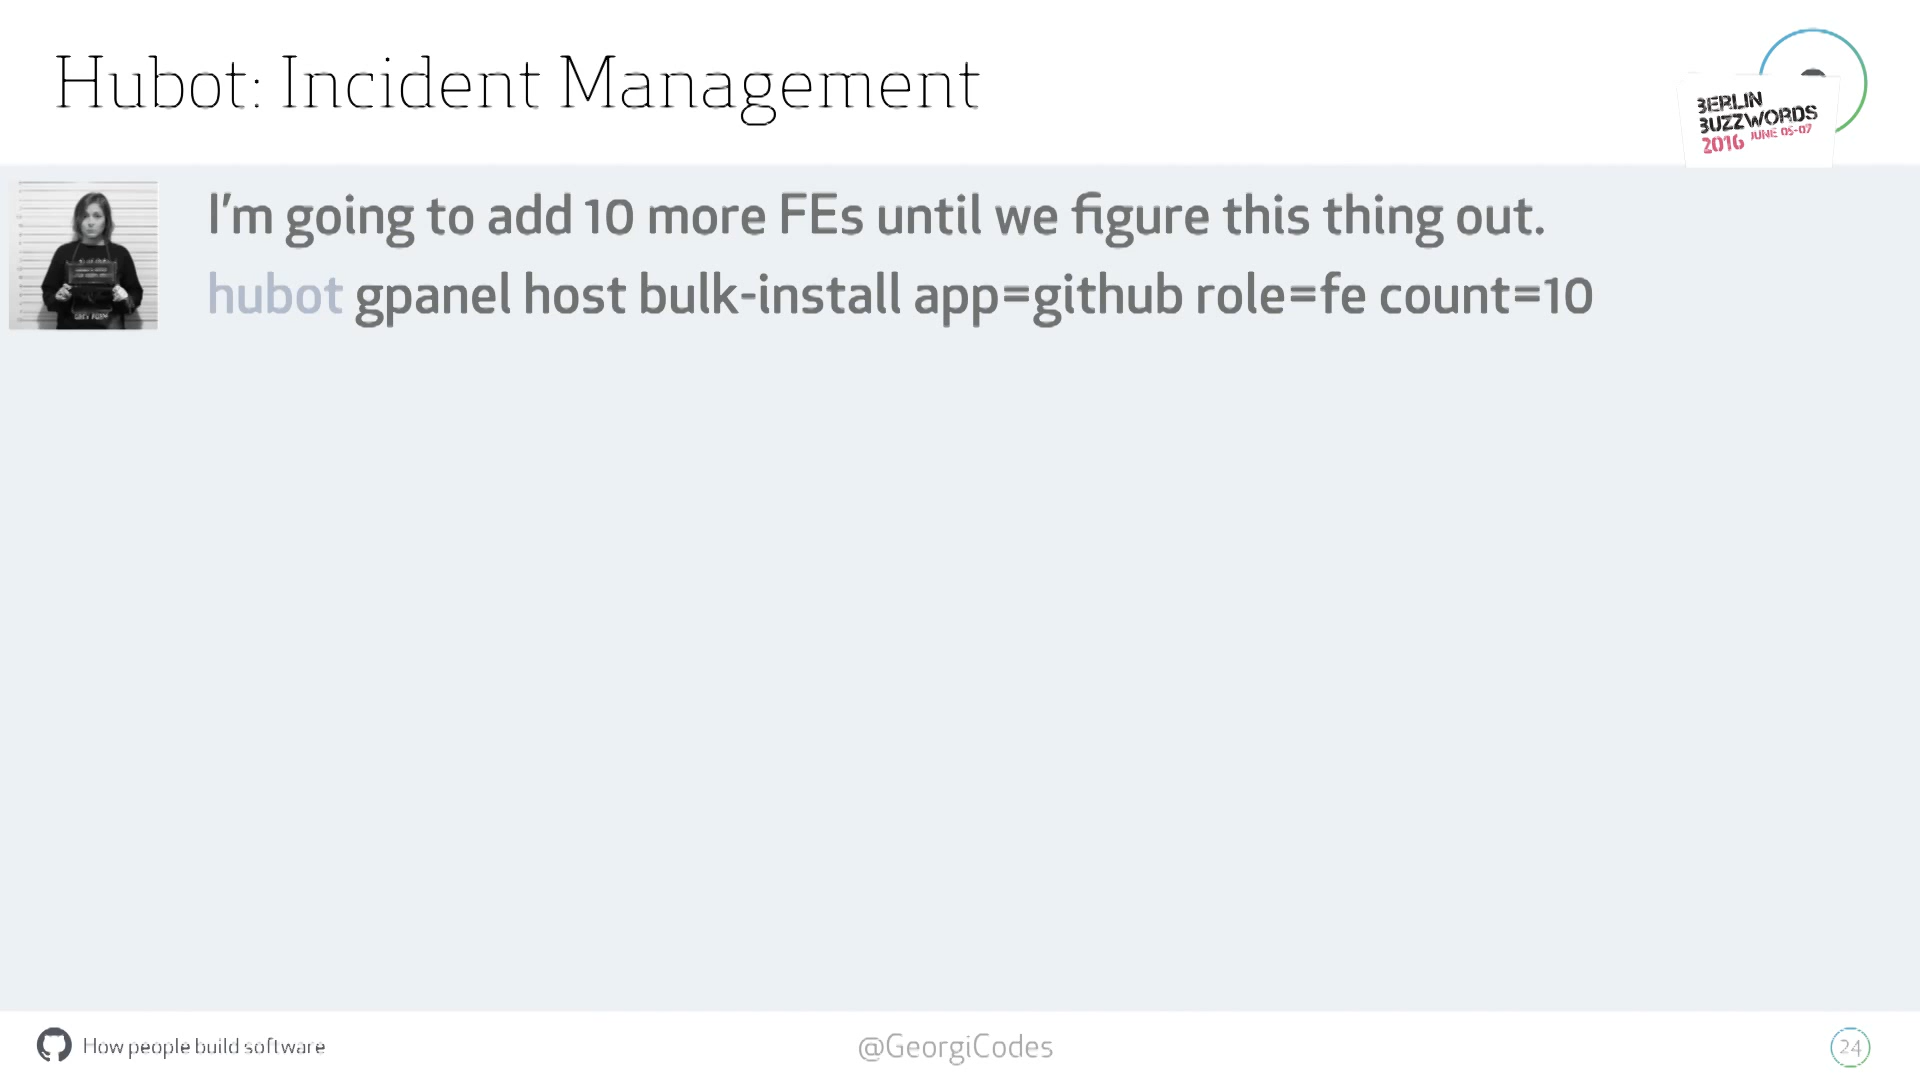 Hubot: Incident Management
BERLIN
BUZZWORDS
2016 JUNE 05-07
I'm going to add 10 more FEs until we figure this thing out.
hubot gpanel host bulk-install app=github role=fe count=10
How people build software
@GeorgiCodes
24